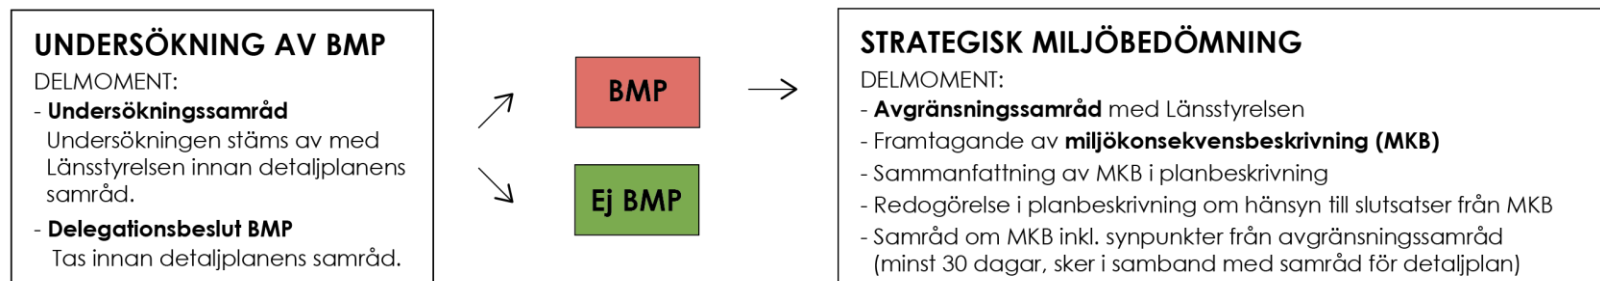 UNDERSÖKNING AV BMP
DELMOMENT:
- Undersökningssamråd
Undersökningen stäms av med
Länsstyrelsen innan detaljplanens
samråd.
- Delegationsbeslut BMP
Tas innan detaljplanens samråd.
BMP
Ej BMP
STRATEGISK MILJÖBEDÖMNING
DELMOMENT:
- Avgränsningssamråd med Länsstyrelsen
- Framtagande av miljökonsekvensbeskrivning (MKB)
- Sammanfattning av MKB i planbeskrivning
- Redogörelse i planbeskrivning om hänsyn till slutsatser från MKB
- Samråd om MKB inkl. synpunkter från avgränsningssamråd
(minst 30 dagar, sker i samband med samråd för detaljplan)